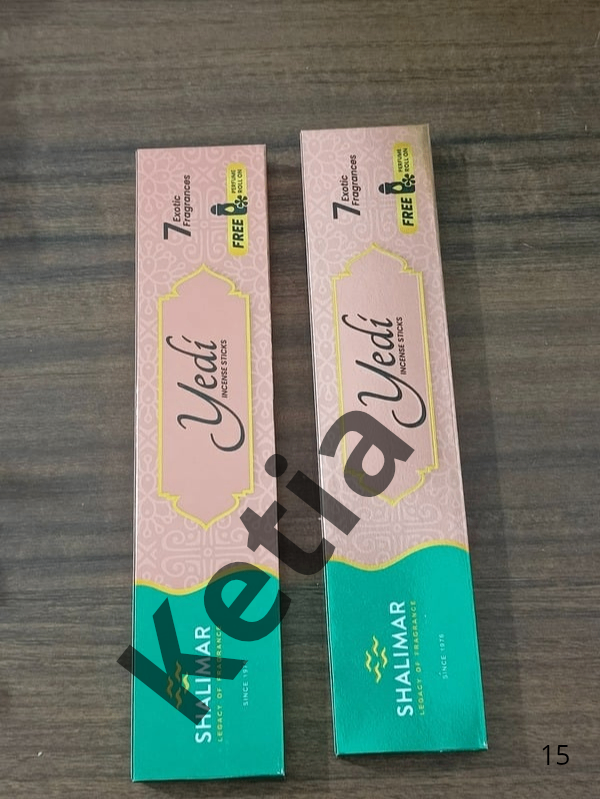 7 Exotic
Fragrances
FREE PERFUME
ROLL ON
Yedi
INCENSE STICKS
SHALIMAR
LEGACY OF FRAGRANCE
SINCE 1976
7 Exotic
Fragrances
FREE PERFUME
ROLL ON
Yedi
INCENSE STICKS
SHALIMAR
LEGACY OF FRAGRANCE
SINCE 1976
Ketia
15